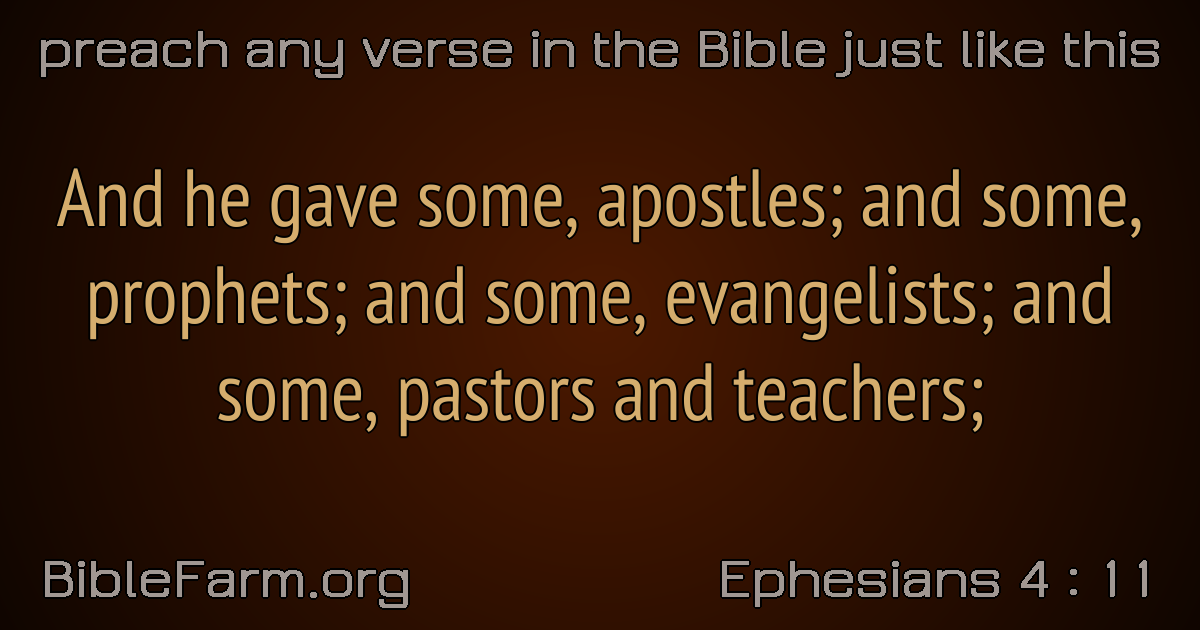 preach any verse in the Bible just like this
And he gave some, apostles; and some,
prophets; and some, evangelists; and
some, pastors and teachers;
BibleFarm.org
Ephesians 4 : 11